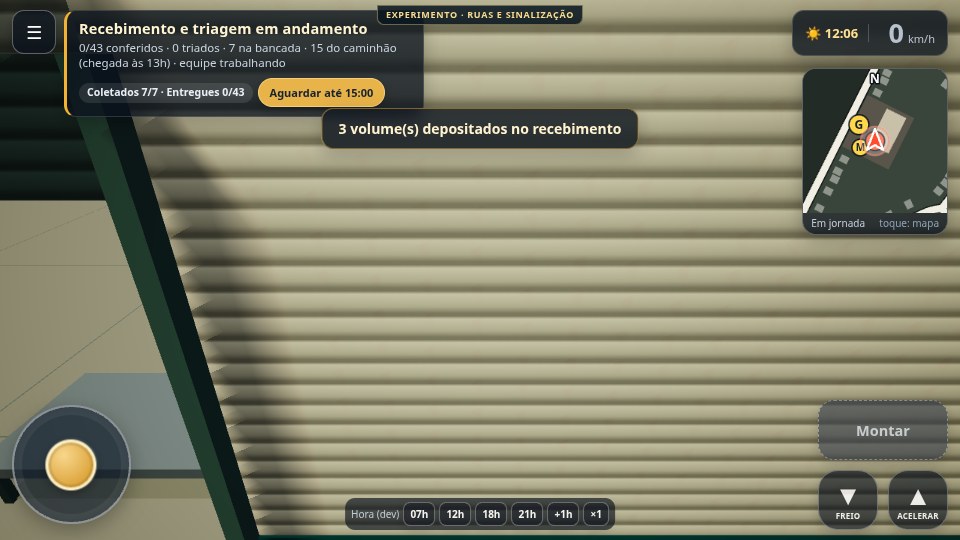 EXPERIMENTO · RUAS E SINALIZAÇÃO
☰
Recebimento e triagem em andamento
0/43 conferidos · 0 triados · 7 na bancada · 15 do caminhão
(chegada às 13h) · equipe trabalhando
Coletados 7/7 · Entregues 0/43
Aguardar até 15:00
3 volume(s) depositados no recebimento
☀️ 12:06
0 km/h
N
G
M
Em jornada
toque: mapa
Montar
▼
FREIO
▲
ACELERAR
Hora (dev) 07h 12h 18h 21h +1h ×1